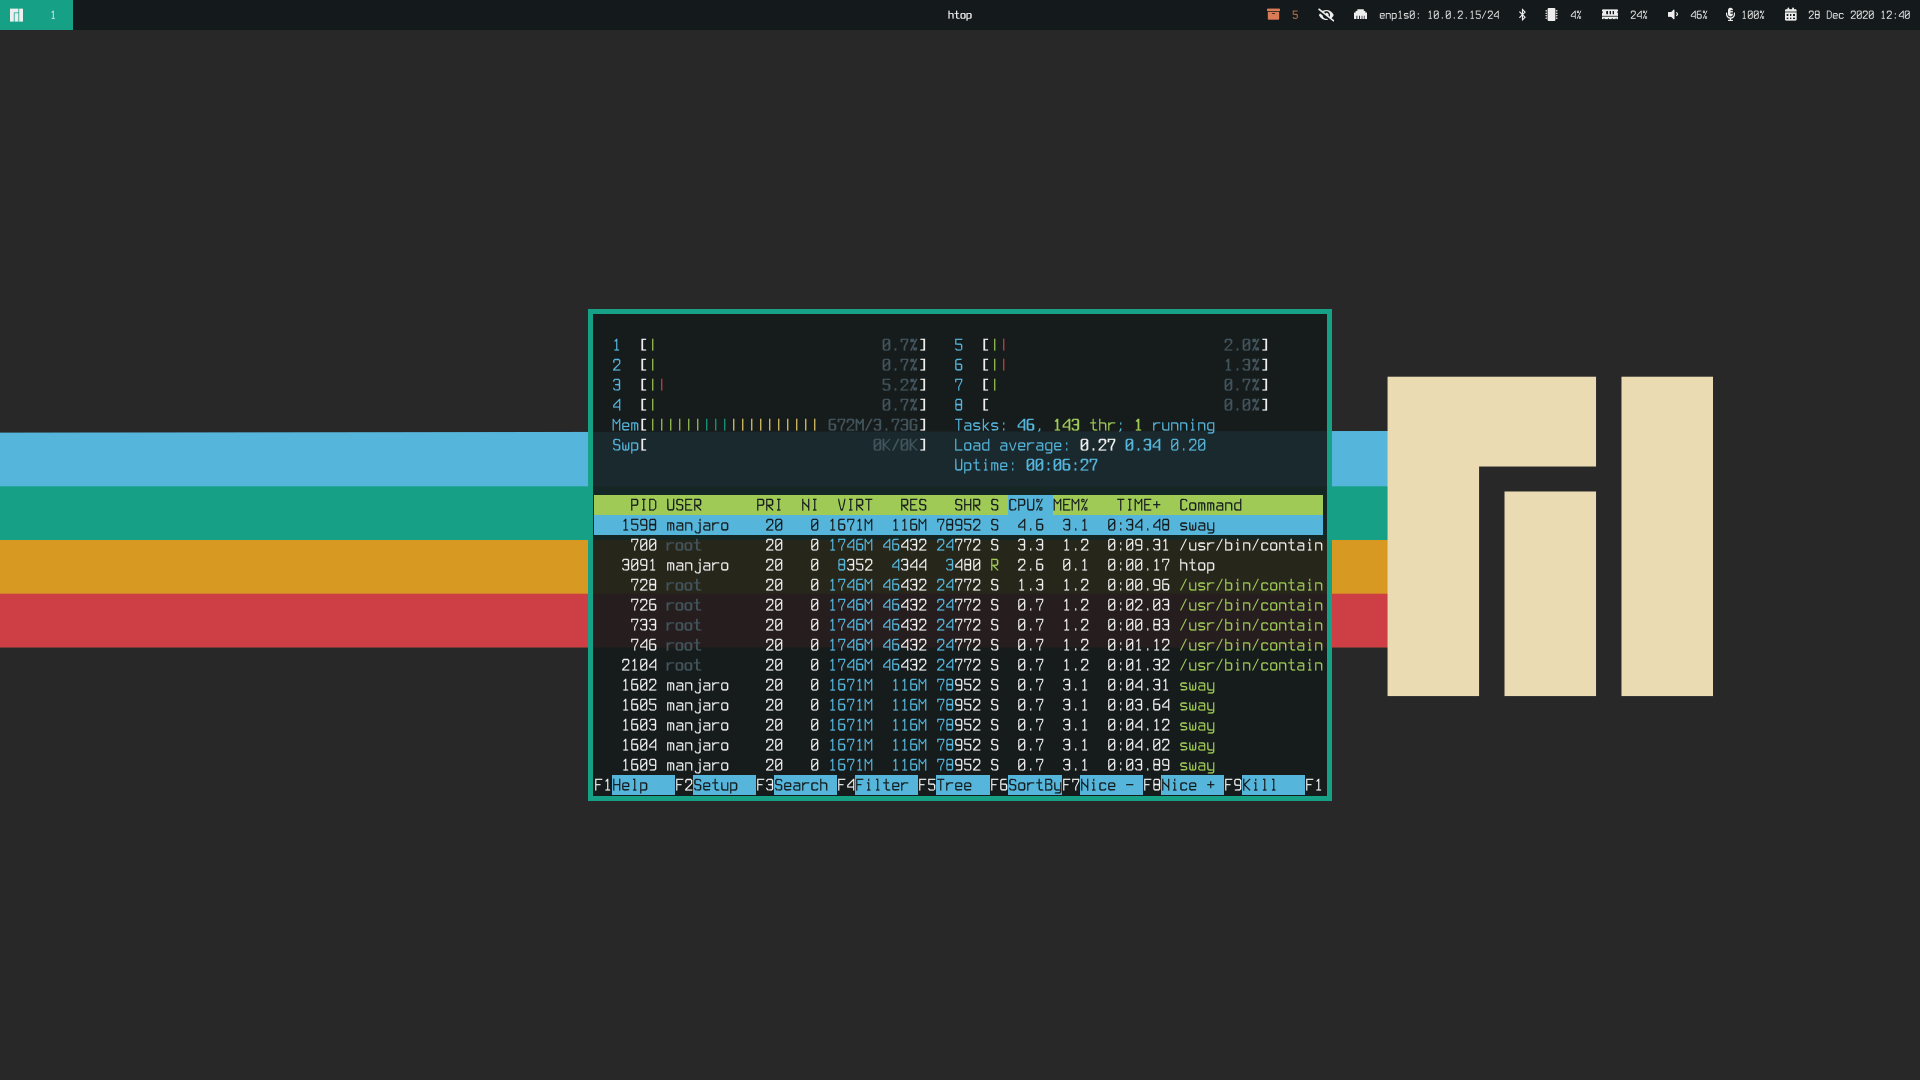 1 htop 5 enp1s0: 10.0.2.15/24 4% 24% 46% 100% 28 Dec 2020 12:40
1 [|| 0.7%] 5 [|| 2.0%]
2 [| 0.7%] 6 [|| 1.3%]
3 [|| 5.2%] 7 [| 0.7%]
4 [| 0.7%] 8 [ 0.0%]
Mem[||||||||||||||||||| 672M/3.73G] Tasks: 46, 143 thr; 1 running
Swp[ 0K/0K] Load average: 0.27 0.34 0.20
Uptime: 00:06:27
PID USER PRI NI VIRT RES SHR S CPU% MEM% TIME+ Command
1598 manjaro 20 0 1671M 116M 78952 S 4.6 3.1 0:34.48 sway
700 root 20 0 1746M 46432 24772 S 3.3 1.2 0:09.31 /usr/bin/contain
3091 manjaro 20 0 8352 4344 3480 R 2.6 0.1 0:00.17 htop
728 root 20 0 1746M 46432 24772 S 1.3 1.2 0:00.96 /usr/bin/contain
726 root 20 0 1746M 46432 24772 S 0.7 1.2 0:02.03 /usr/bin/contain
733 root 20 0 1746M 46432 24772 S 0.7 1.2 0:00.83 /usr/bin/contain
746 root 20 0 1746M 46432 24772 S 0.7 1.2 0:01.12 /usr/bin/contain
2104 root 20 0 1746M 46432 24772 S 0.7 1.2 0:01.32 /usr/bin/contain
1602 manjaro 20 0 1671M 116M 78952 S 0.7 3.1 0:04.31 sway
1605 manjaro 20 0 1671M 116M 78952 S 0.7 3.1 0:03.64 sway
1603 manjaro 20 0 1671M 116M 78952 S 0.7 3.1 0:04.12 sway
1604 manjaro 20 0 1671M 116M 78952 S 0.7 3.1 0:04.02 sway
1609 manjaro 20 0 1671M 116M 78952 S 0.7 3.1 0:03.89 sway
F1Help F2Setup F3Search F4Filter F5Tree F6SortByF7Nice - F8Nice + F9Kill F1